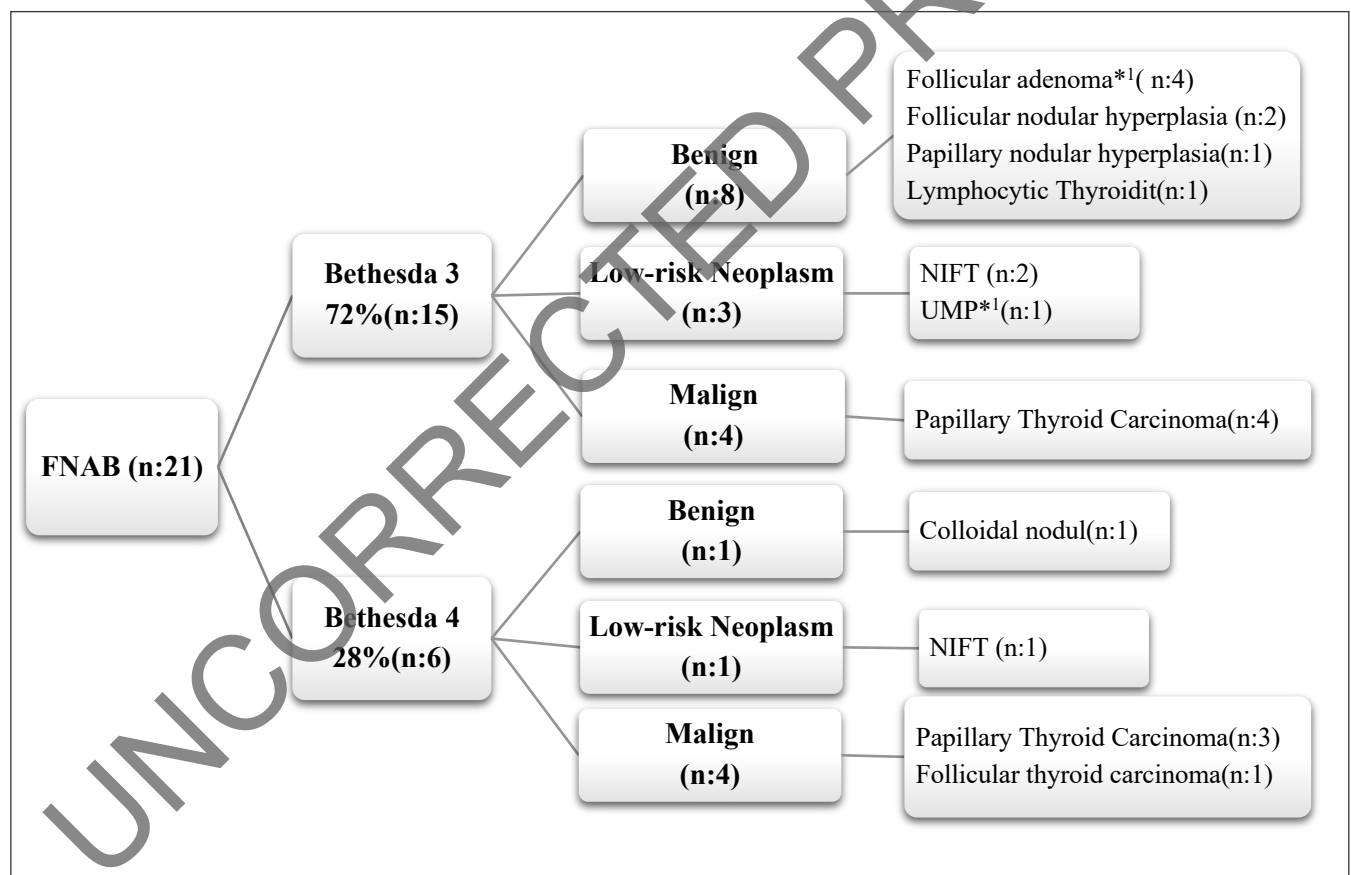 Follicular adenoma*1( n:4)
Follicular nodular hyperplasia (n:2)
Papillary nodular hyperplasia(n:1)
Lymphocytic Thyroidit(n:1)
Benign
(n:8)
Low-risk Neoplasm
(n:3)
NIFT (n:2)
UMP*1(n:1)
Bethesda 3
72%(n:15)
Malign
(n:4)
Papillary Thyroid Carcinoma(n:4)
FNAB (n:21)
Benign
(n:1)
Colloidal nodul(n:1)
Bethesda 4
28%(n:6)
Low-risk Neoplasm
(n:1)
NIFT (n:1)
Malign
(n:4)
Papillary Thyroid Carcinoma(n:3)
Follicular thyroid carcinoma(n:1)
UNCORRECTED PR